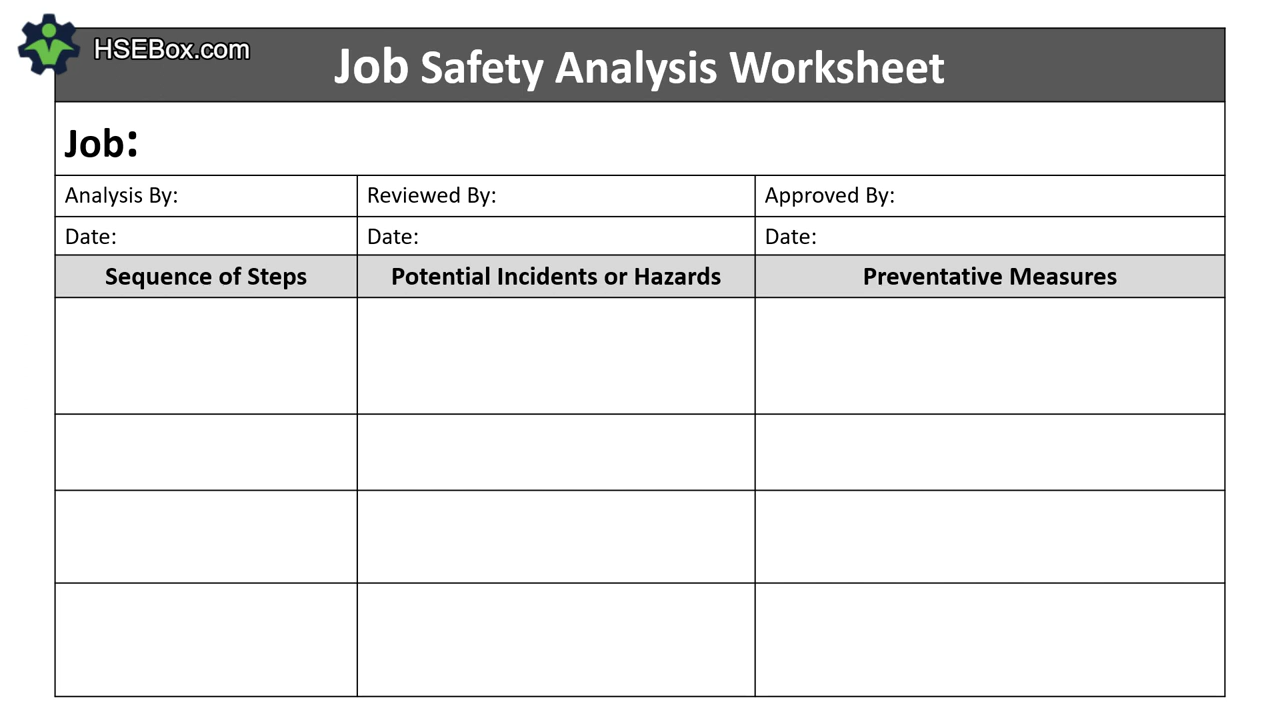 HSEBox.com
Job Safety Analysis Worksheet
Job:
Analysis By: Reviewed By: Approved By:
Date: Date: Date:
Sequence of Steps Potential Incidents or Hazards Preventative Measures